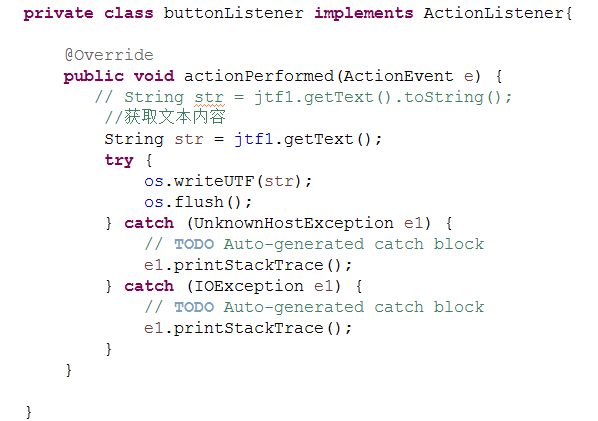 private class buttonListener implements ActionListener{
@Override
public void actionPerformed(ActionEvent e) {
// String str = jtf1.getText().toString();
//获取文本内容
String str = jtf1.getText();
try {
os.writeUTF(str);
os.flush();
} catch (UnknownHostException e1) {
// TODO Auto-generated catch block
e1.printStackTrace();
} catch (IOException e1) {
// TODO Auto-generated catch block
e1.printStackTrace();
}
}
}